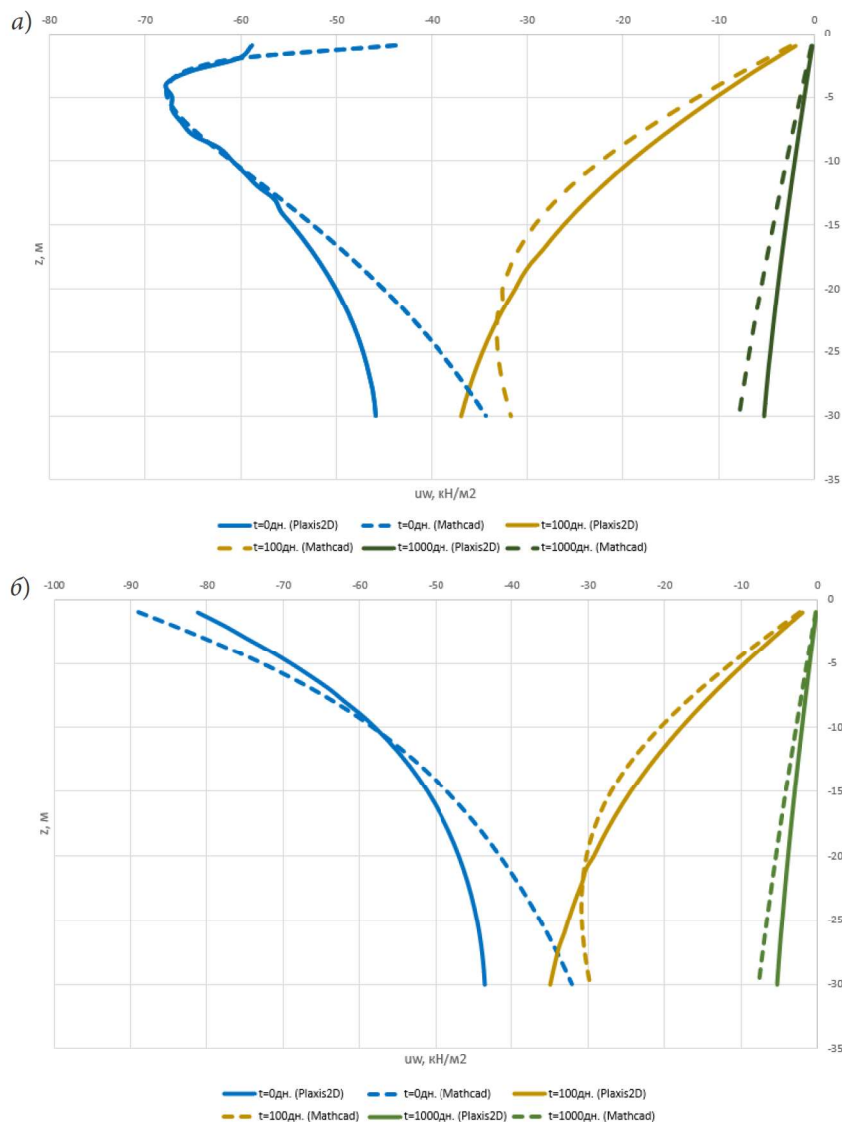 а)
-80 -70 -60 -50 -40 -30 -20 -10 0
0
-5
-10
-15
-20
-25
-30
-35
z, м
uw, кН/м2
t=0дн. (Plaxis2D) t=0дн. (Mathcad) t=100дн. (Plaxis2D)
t=100дн. (Mathcad) t=1000дн. (Plaxis2D) t=1000дн. (Mathcad)
б)
-100 -90 -80 -70 -60 -50 -40 -30 -20 -10 0
0
-5
-10
-15
-20
-25
-30
-35
z, м
uw, кН/м2
t=0дн. (Plaxis2D) t=0дн. (Mathcad) t=100дн. (Plaxis2D)
t=100дн. (Mathcad) t=1000дн. (Plaxis2D) t=1000дн. (Mathcad)